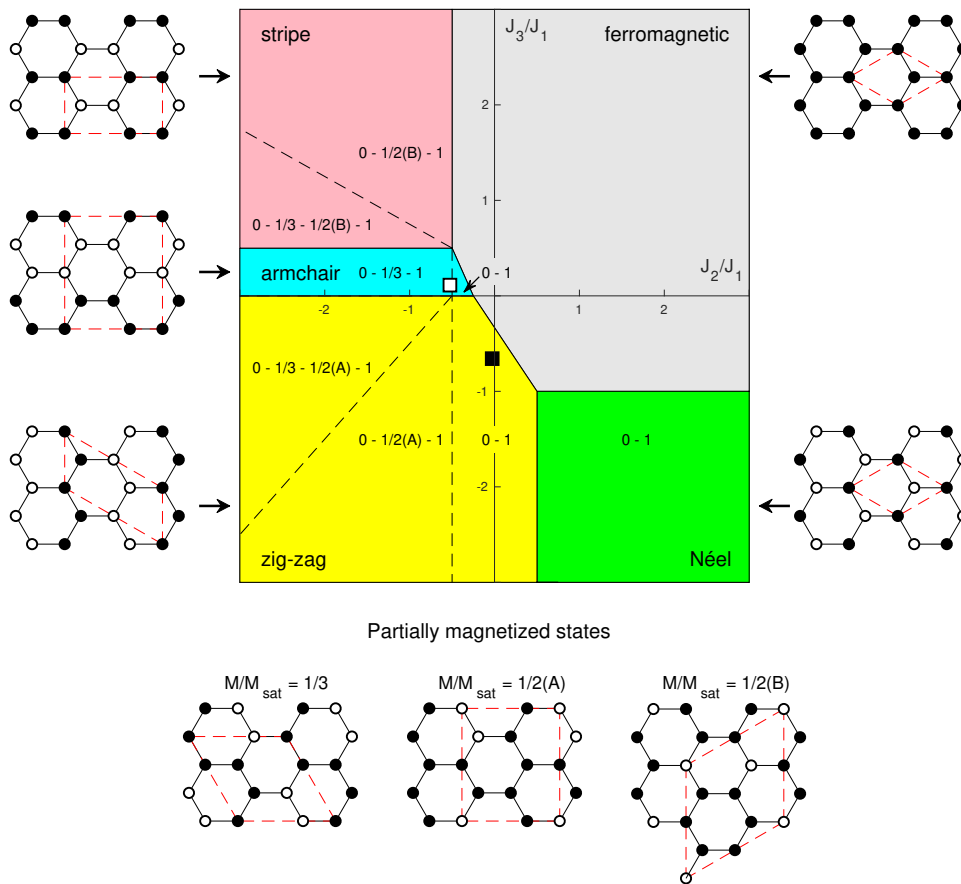 stripe
J3/J1
ferromagnetic
2
0 - 1/2(B) - 1
1
0 - 1/3 - 1/2(B) - 1
armchair
0 - 1/3 - 1
0 - 1
J2/J1
-2
-1
1
2
0 - 1/3 - 1/2(A) - 1
-1
0 - 1/2(A) - 1
0 - 1
0 - 1
-2
zig-zag
Néel
Partially magnetized states
M/Msat = 1/3
M/Msat = 1/2(A)
M/Msat = 1/2(B)